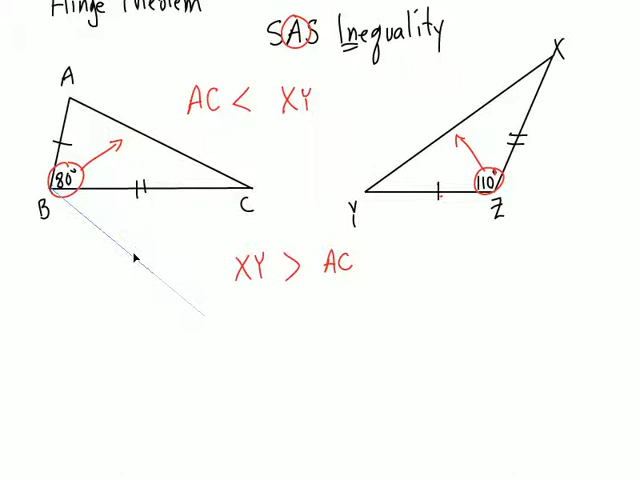 Hinge Theorem
SAS Inequality
A
X
AC < XY
80°
110°
B
C
Y
Z
XY > AC